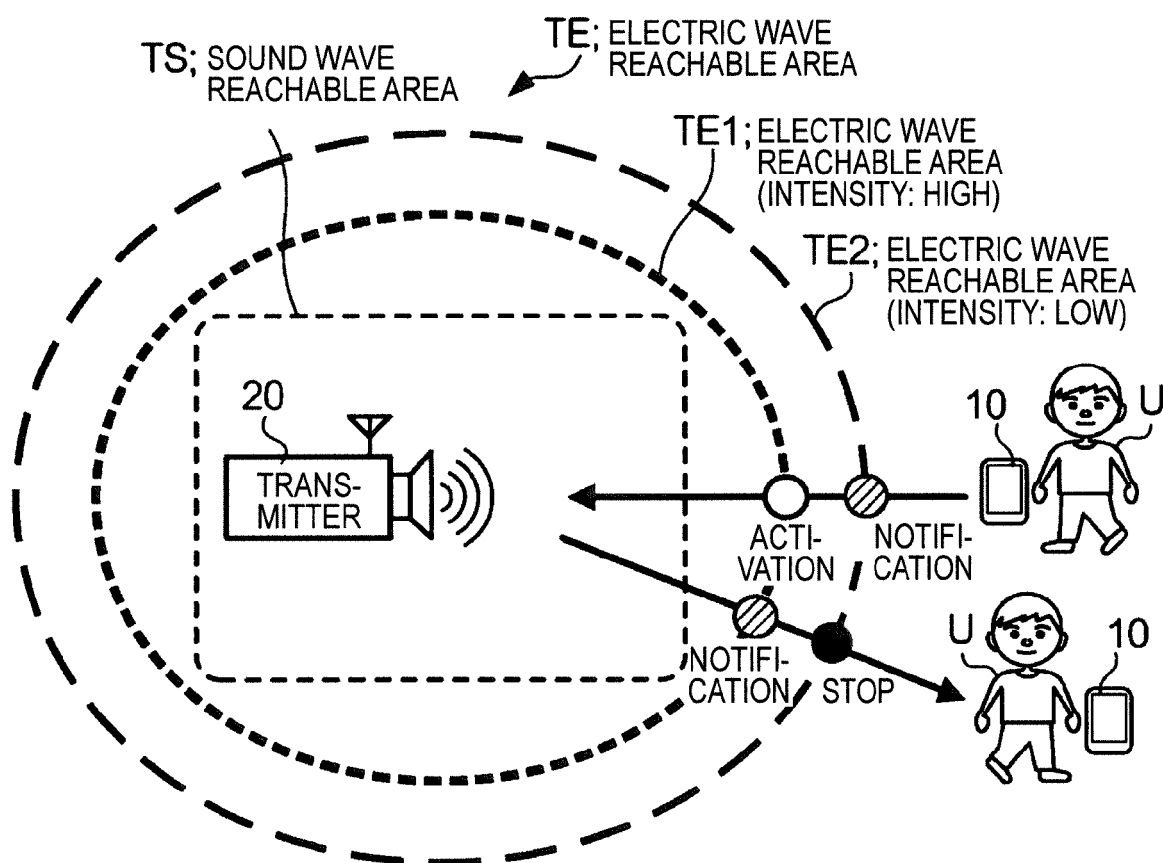 TS; SOUND WAVE
REACHABLE AREA
TE; ELECTRIC WAVE
REACHABLE AREA
TE1; ELECTRIC WAVE
REACHABLE AREA
(INTENSITY: HIGH)
TE2; ELECTRIC WAVE
REACHABLE AREA
(INTENSITY: LOW)
20
TRANS-
MITTER
10
U
ACTI-
VATION
NOTIFI-
CATION
NOTIFI-
CATION
STOP
U
10